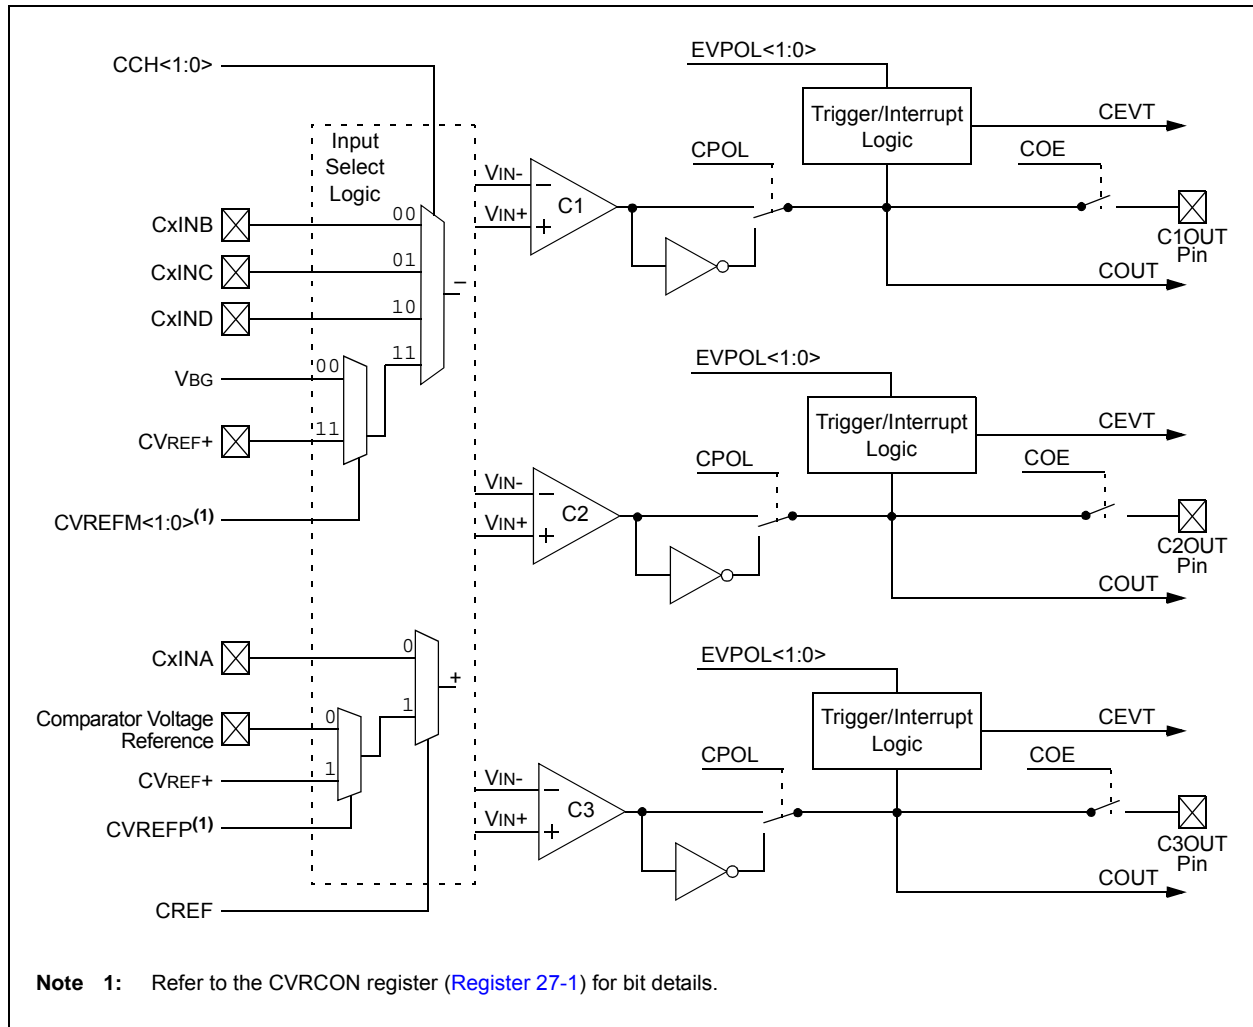 CCH<1:0>
Input
Select
Logic
CxINB
00
CxINC
01
CxIND
10
11
VBG
00
CVREF+
11
CVREFM<1:0>(1)
−
CxINA
0
Comparator Voltage
Reference
0
1
CVREF+
1
CVREFP(1)
+
CREF
EVPOL<1:0>
Trigger/Interrupt
Logic
CEVT
CPOL
COE
VIN-
−
VIN+
+
C1
C1OUT
Pin
COUT
EVPOL<1:0>
Trigger/Interrupt
Logic
CEVT
CPOL
COE
VIN-
−
VIN+
+
C2
C2OUT
Pin
COUT
EVPOL<1:0>
Trigger/Interrupt
Logic
CEVT
CPOL
COE
VIN-
−
VIN+
+
C3
C3OUT
Pin
COUT
Note 1: Refer to the CVRCON register (Register 27-1) for bit details.